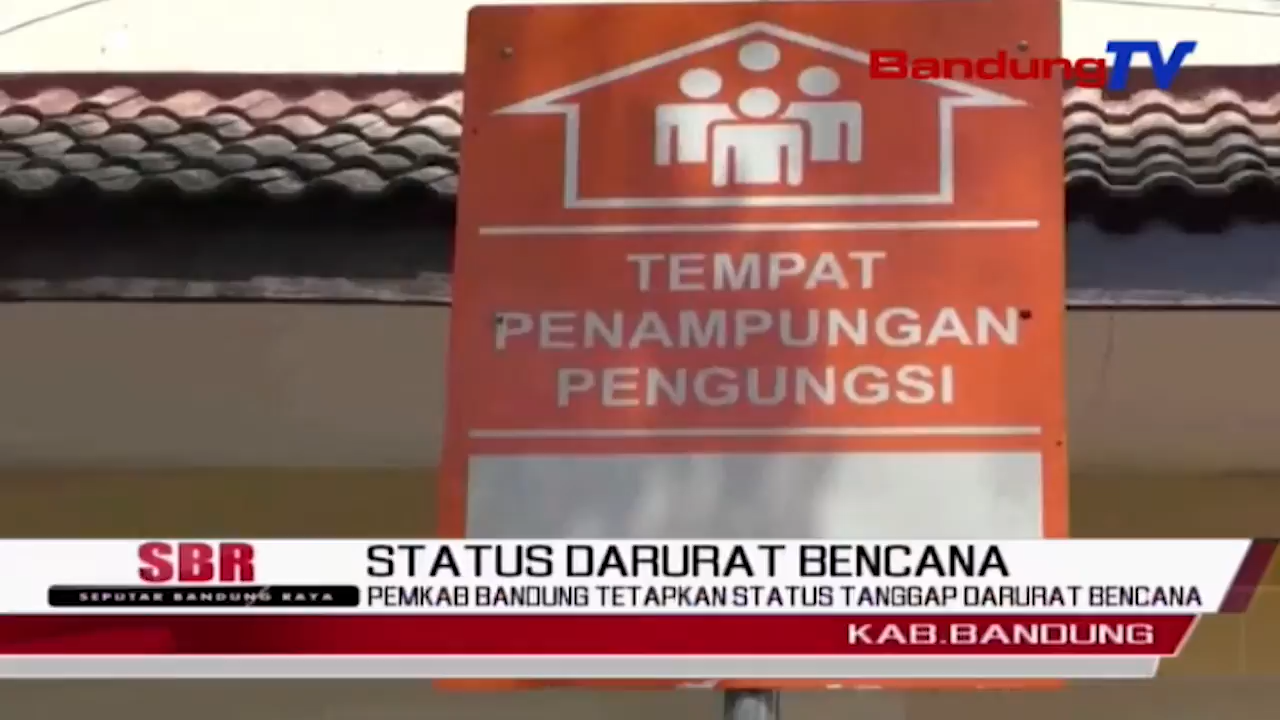 BandungTV
TEMPAT
PENAMPUNGAN
PENGUNGSI
SBR
SEPUTAR BANDUNG RAYA
STATUS DARURAT BENCANA
PEMKAB BANDUNG TETAPKAN STATUS TANGGAP DARURAT BENCANA
KAB.BANDUNG